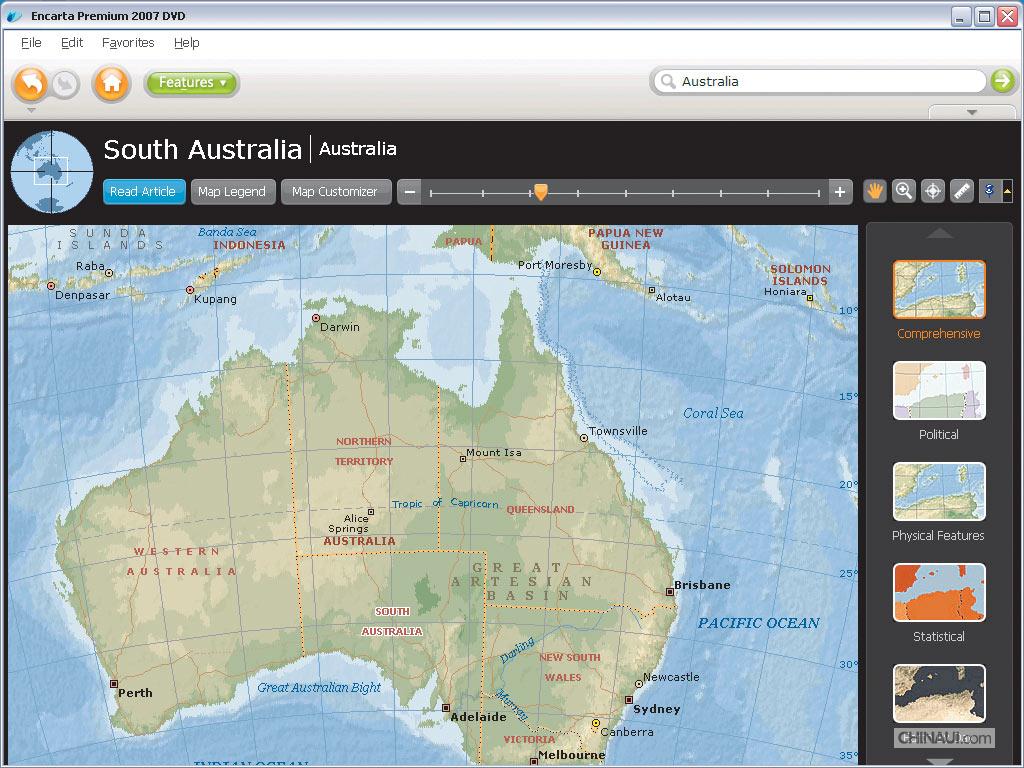 Encarta Premium 2007 DVD
File Edit Favorites Help
Features
Australia
South Australia Australia
Read Article Map Legend Map Customizer
SUNDA
ISLANDS
Banda Sea
INDONESIA
Raba
Denpasar
Kupang
PAPUA
PAPUA NEW
GUINEA
Port Moresby
Alotau
SOLOMON
ISLANDS
Honiara
Darwin
10°
15°
Coral Sea
Townsville
Mount Isa
NORTHERN
TERRITORY
20°
Tropic of Capricorn
QUEENSLAND
Alice
Springs
AUSTRALIA
WESTERN
AUSTRALIA
GREAT
ARTESIAN
BASIN
25°
Brisbane
SOUTH
AUSTRALIA
PACIFIC OCEAN
Darling
NEW SOUTH
WALES
30°
Great Australian Bight
Perth
Murray
Newcastle
Sydney
Adelaide
Canberra
VICTORIA
Melbourne
35°
INDIAN OCEAN
Comprehensive
Political
Physical Features
Statistical
CHINAUI.com